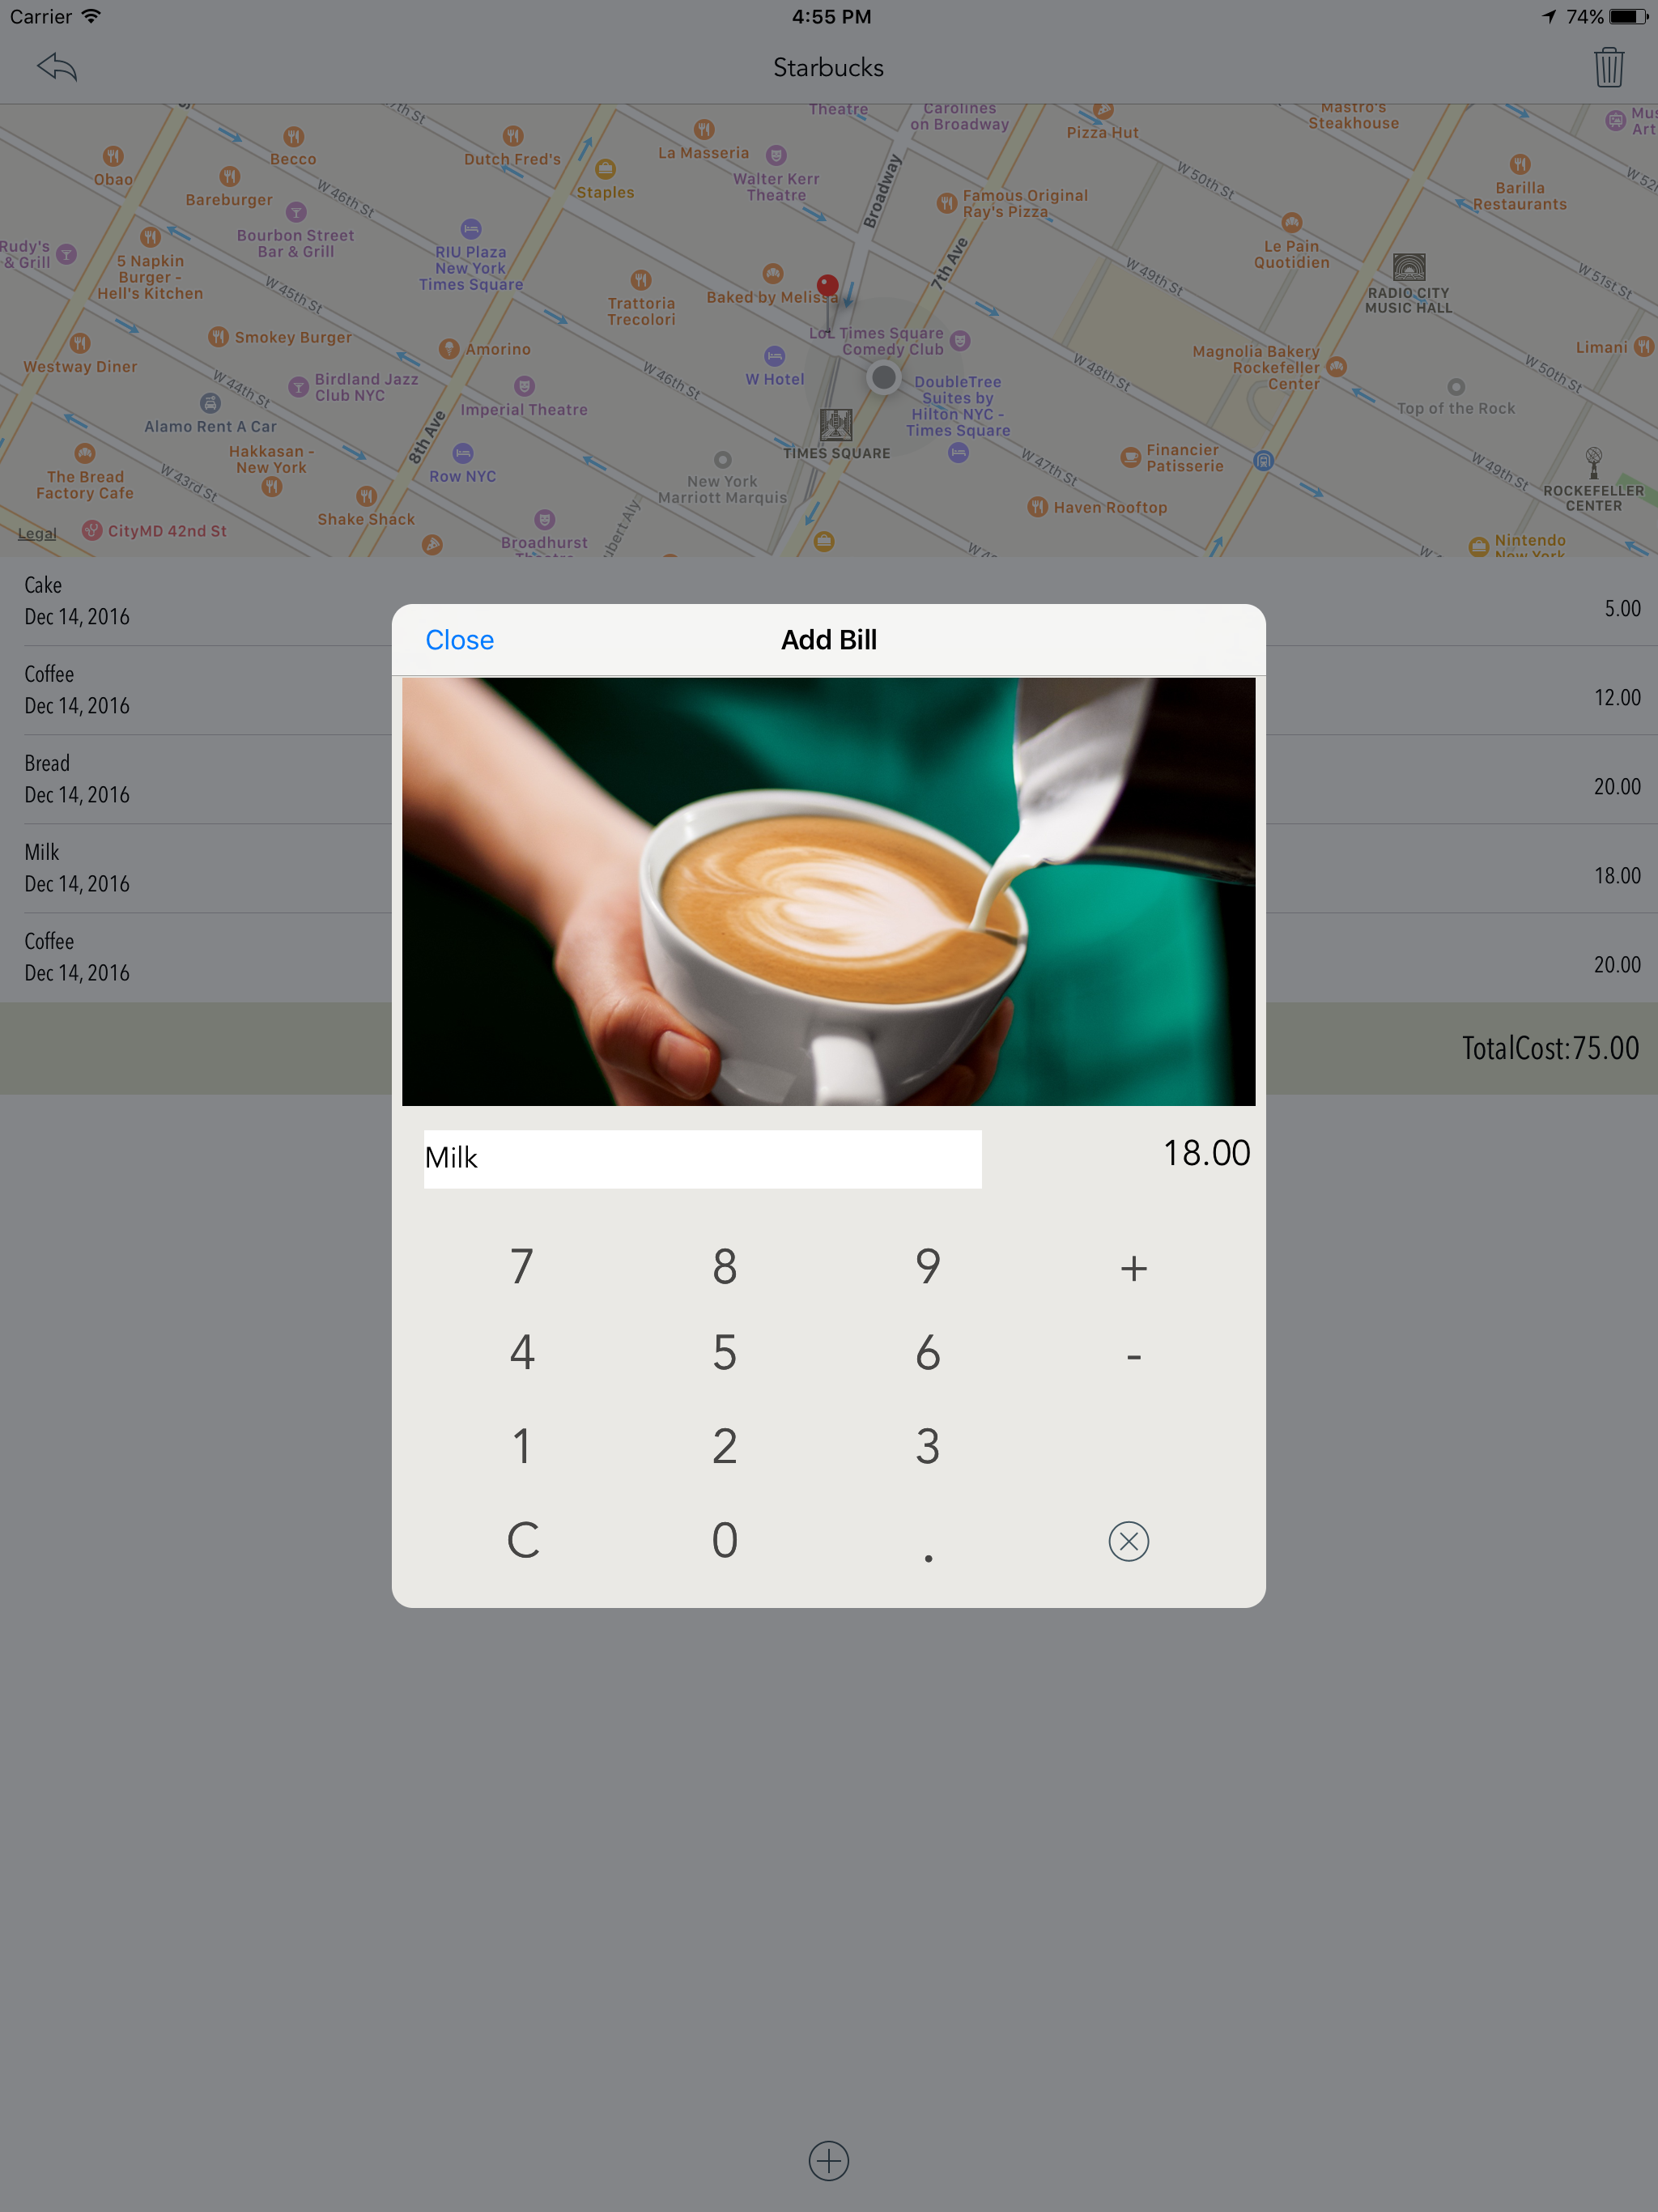 Carrier
4:55 PM
74%
Starbucks
Theatre
Carolines
on Broadway
Pizza Hut
Mastro's
Steakhouse
Becco
Dutch Fred's
La Masseria
Obao
Bareburger
W 46th St
Staples
Walter Kerr
Theatre
Broadway
Famous Original
Ray's Pizza
W 50th St
Barilla
Restaurants
Rudy's
& Grill
Bourbon Street
Bar & Grill
5 Napkin
Burger -
Hell's Kitchen
RIU Plaza
New York
Times Square
7th Ave
Le Pain
Quotidien
W 45th St
Trattoria
Trecolori
Baked by Melissa
W 49th St
RADIO CITY
MUSIC HALL
W 51st St
Smokey Burger
Amorino
LoL Times Square
Comedy Club
Magnolia Bakery
Rockefeller
Center
Limani
Westway Diner
W 44th St
Birdland Jazz
Club NYC
W 46th St
W Hotel
DoubleTree
Suites by
Hilton NYC -
Times Square
W 48th St
W 50th St
Alamo Rent A Car
Imperial Theatre
Top of the Rock
8th Ave
TIMES SQUARE
The Bread
Factory Cafe
Hakkasan -
New York
W 43rd St
Row NYC
New York
Marriott Marquis
W 47th St
Financier
Patisserie
W 49th St
ROCKEFELLER
CENTER
Legal
CityMD 42nd St
Shake Shack
Broadhurst
Theatre
Haven Rooftop
Nintendo
New York
Cake
Dec 14, 2016
5.00
Coffee
Dec 14, 2016
12.00
Bread
Dec 14, 2016
20.00
Milk
Dec 14, 2016
18.00
Coffee
Dec 14, 2016
20.00
TotalCost:75.00
Close
Add Bill
Milk
18.00
7 8 9 +
4 5 6 -
1 2 3
C 0 .